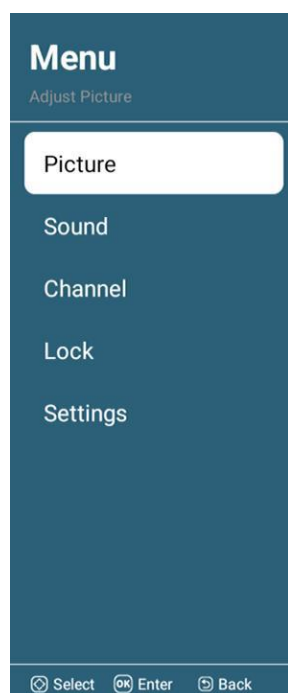 Menu
Adjust Picture
Picture
Sound
Channel
Lock
Settings
Select OK Enter Back